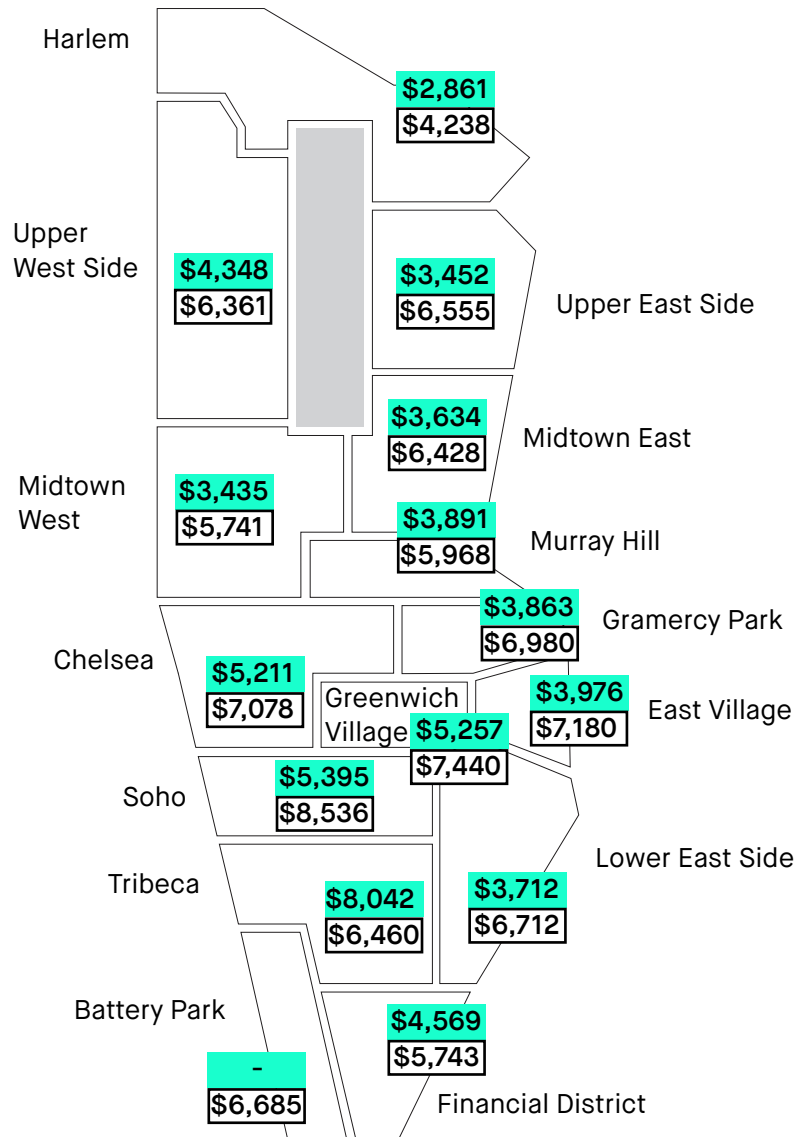 Harlem
$2,861
$4,238
Upper
West Side
$4,348
$6,361
$3,452
$6,555
Upper East Side
$3,634
$6,428
Midtown East
Midtown
West
$3,435
$5,741
$3,891
$5,968
Murray Hill
$3,863
$6,980
Gramercy Park
Chelsea
$5,211
$7,078
Greenwich
Village
$5,257
$7,440
$3,976
$7,180
East Village
Soho
$5,395
$8,536
Lower East Side
$3,712
$6,712
Tribeca
$8,042
$6,460
Battery Park
-
$6,685
$4,569
$5,743
Financial District